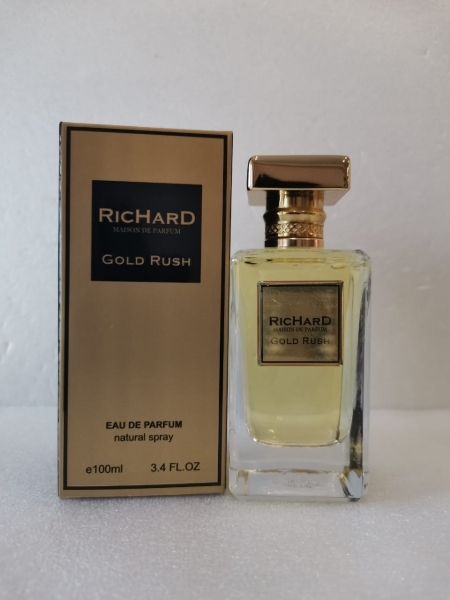 RICHARD
MAISON DE PARFUM
GOLD RUSH
EAU DE PARFUM
natural spray
e100ml 3.4 FL.OZ
RICHARD
MAISON DE PARFUM
GOLD RUSH